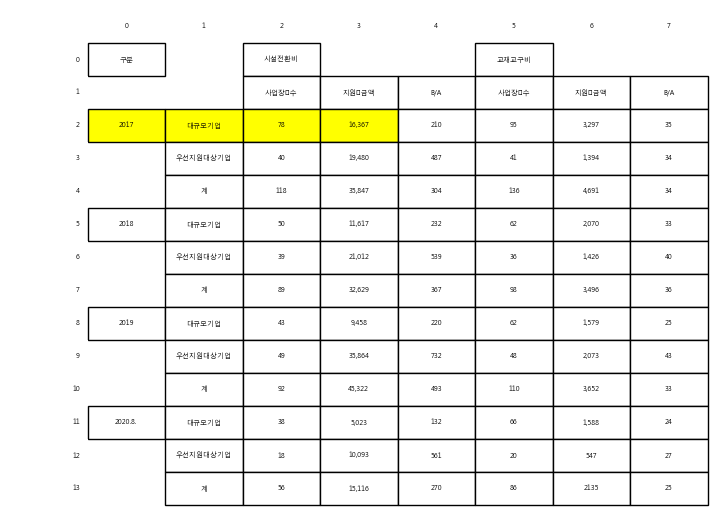 0 1 2 3 4 5 6 7
0 구분 시설전환비 교재교구비
1 사업장 수 지원 금액 B/A 사업장 수 지원 금액 B/A
2 2017 대규모기업 78 16,367 210 95 3,297 35
3 우선지원대상기업 40 19,480 487 41 1,394 34
4 계 118 35,847 304 136 4,691 34
5 2018 대규모기업 50 11,617 232 62 2,070 33
6 우선지원대상기업 39 21,012 539 36 1,426 40
7 계 89 32,629 367 98 3,496 36
8 2019 대규모기업 43 9,458 220 62 1,579 25
9 우선지원대상기업 49 35,864 732 48 2,073 43
10 계 92 45,322 493 110 3,652 33
11 2020.8. 대규모기업 38 5,023 132 66 1,588 24
12 우선지원대상기업 18 10,093 561 20 547 27
13 계 56 15,116 270 86 2135 25